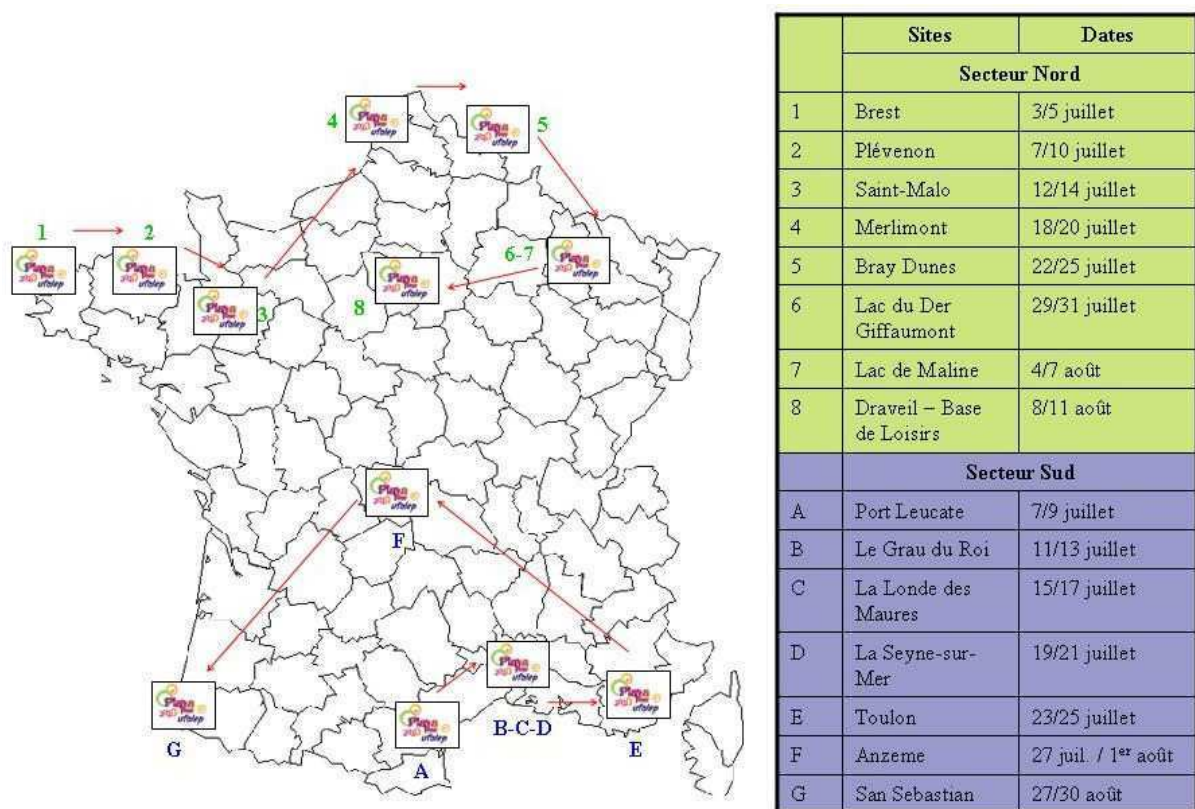 4
5
1
2
6-7
3
8
F
B-C-D
G
A
E
Sites Dates
Secteur Nord
1 Brest 3/5 juillet
2 Plévenon 7/10 juillet
3 Saint-Malo 12/14 juillet
4 Merlimont 18/20 juillet
5 Bray Dunes 22/25 juillet
6 Lac du Der 29/31 juillet
Giffaumont
7 Lac de Maline 4/7 août
8 Draveil – Base 8/11 août
de Loisirs
Secteur Sud
A Port Leucate 7/9 juillet
B Le Grau du Roi 11/13 juillet
C La Londe des 15/17 juillet
Maures
D La Seyne-sur- 19/21 juillet
Mer
E Toulon 23/25 juillet
F Anzeme 27 juil. / 1er août
G San Sebastian 27/30 août